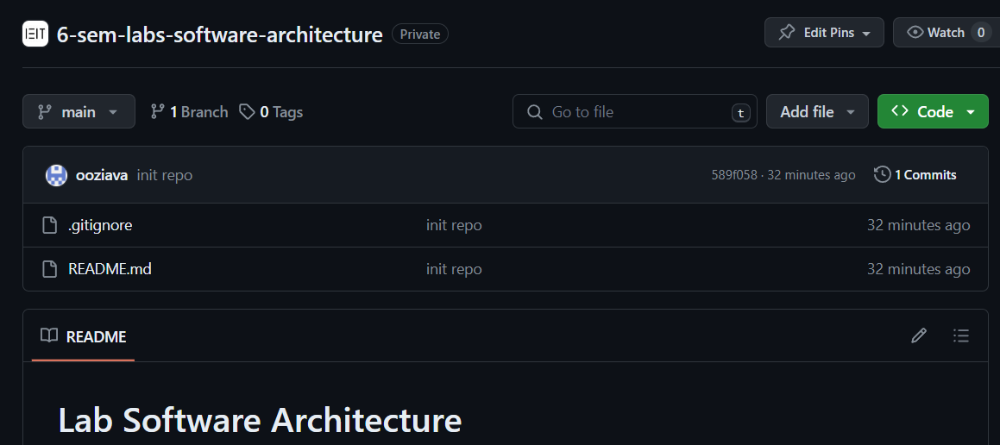 IEIT 6-sem-labs-software-architecture Private Edit Pins Watch 0
main 1 Branch 0 Tags Go to file t Add file Code
ooziava init repo 589f058 · 32 minutes ago 1 Commits
.gitignore init repo 32 minutes ago
README.md init repo 32 minutes ago
README
Lab Software Architecture